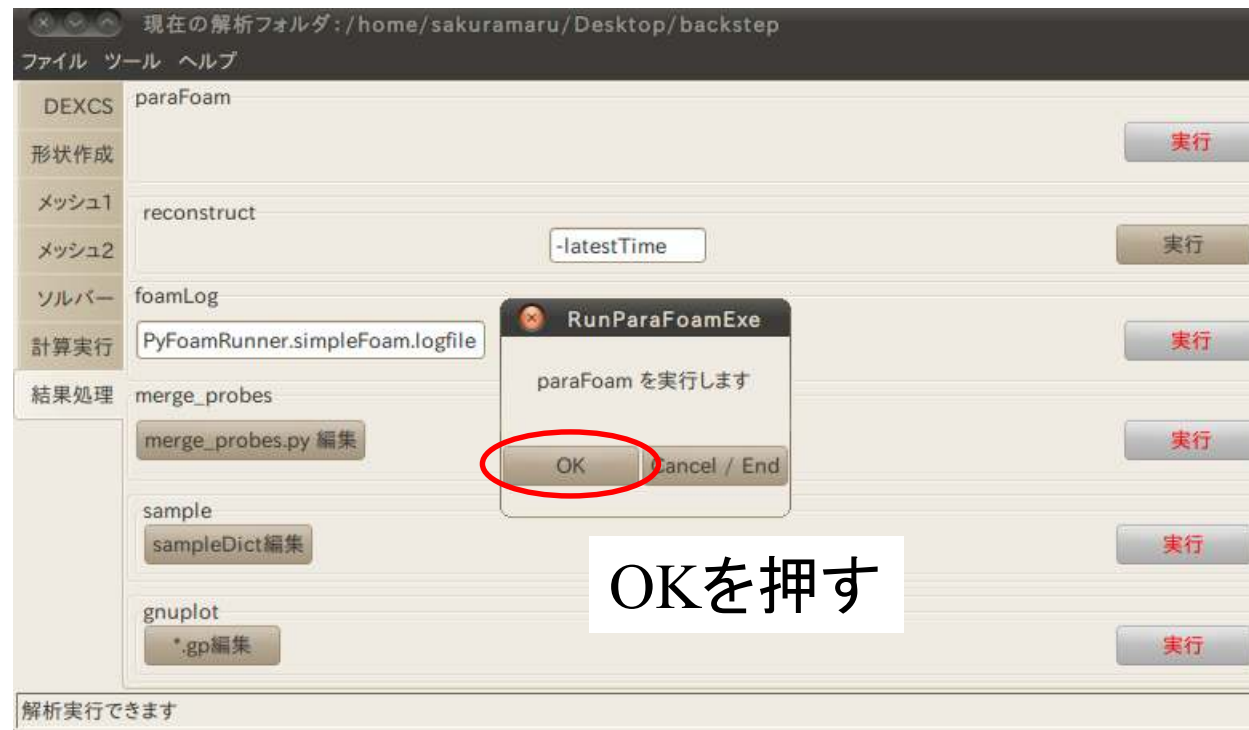 現在の解析フォルダ:/home/sakuramaru/Desktop/backstep
ファイル ツール ヘルプ
DEXCS
形状作成
メッシュ1
メッシュ2
ソルバー
計算実行
結果処理
paraFoam
実行
reconstruct
-latestTime
実行
foamLog
PyFoamRunner.simpleFoam.logfile
実行
merge_probes
merge_probes.py 編集
実行
sample
sampleDict編集
実行
gnuplot
*.gp編集
実行
RunParaFoamExe
paraFoam を実行します
OK
Cancel / End
OKを押す
解析実行できます